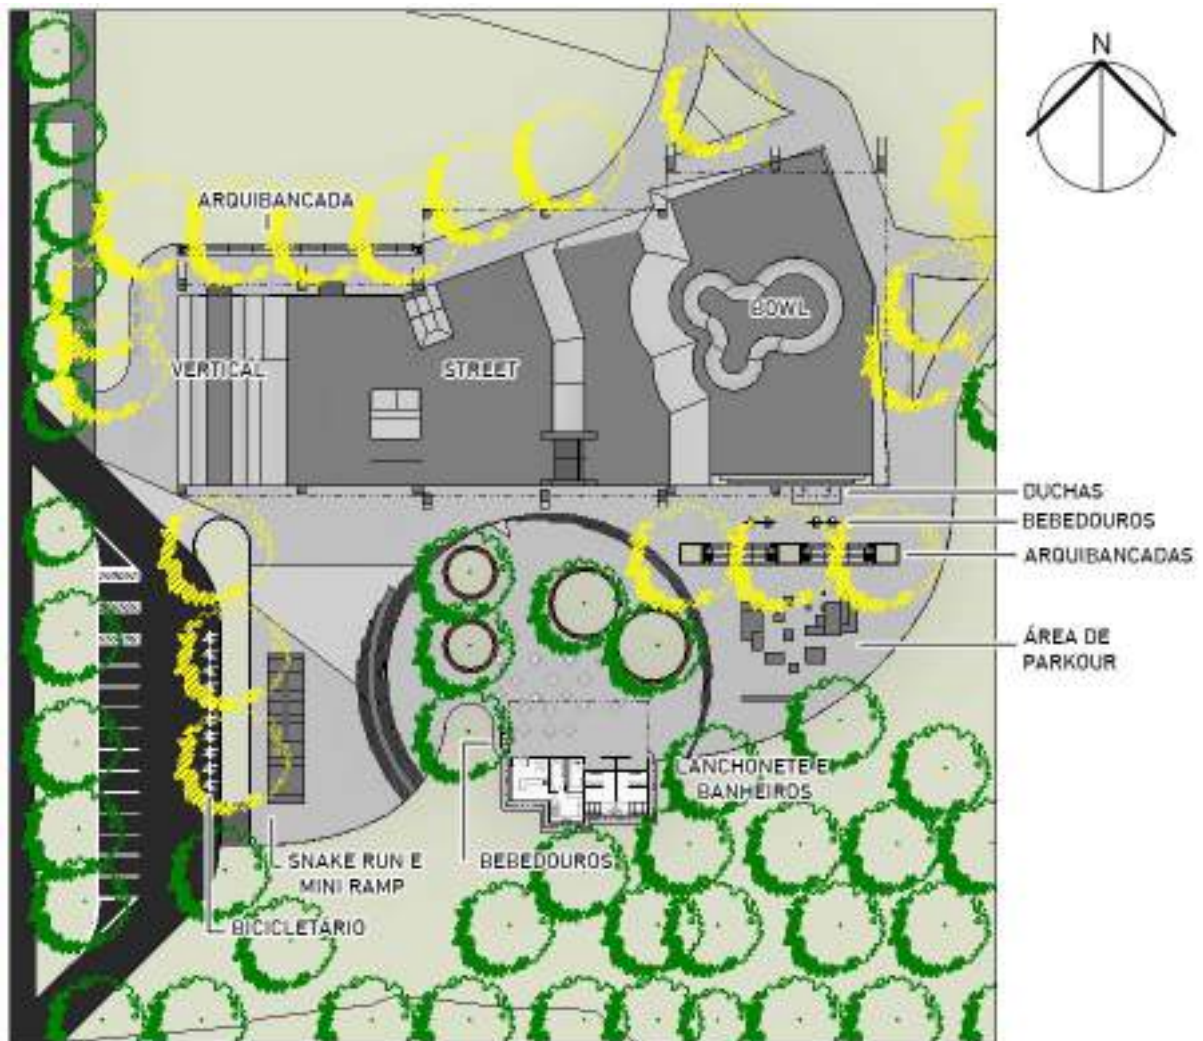 N
ARQUIBANCADA
BOWL
VERTICAL
STREET
DUCHAS
BEBEDOUROS
ARQUIBANCADAS
ÁREA DE
PARKOUR
LANCHONETE E
BANHEIROS
SNAKE RUN E
MINI RAMP
BEBEDOUROS
BICICLETÁRIO